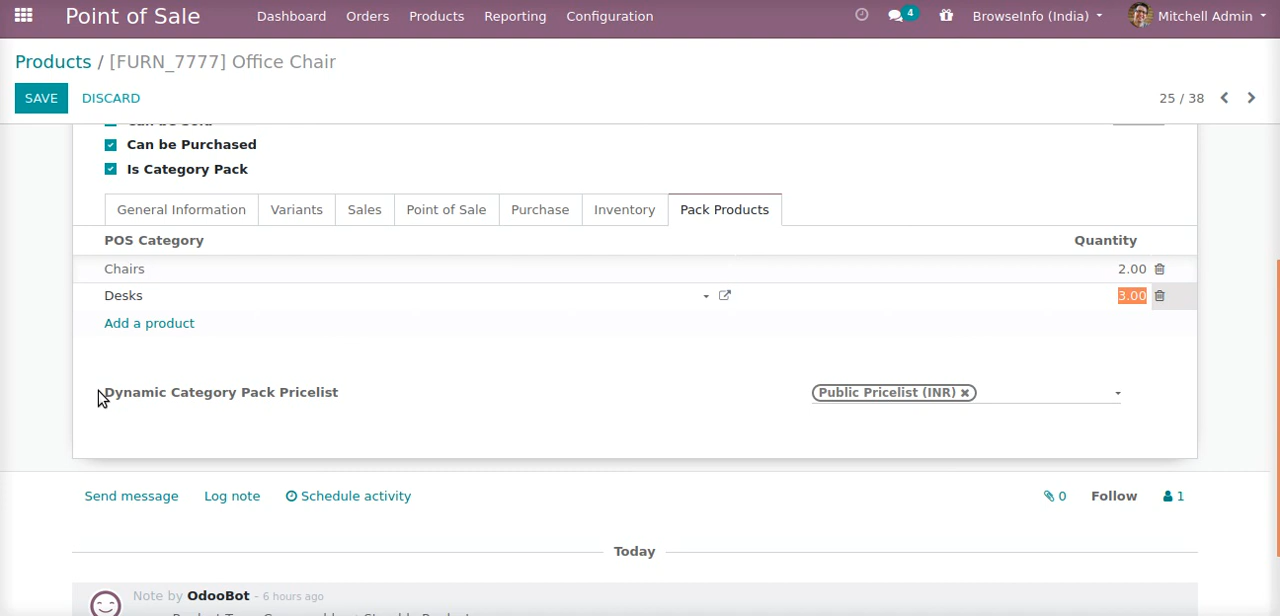 Point of Sale Dashboard Orders Products Reporting Configuration 4 BrowseInfo (India) Mitchell Admin
Products / [FURN_7777] Office Chair
SAVE DISCARD 25 / 38
Can be Purchased
Is Category Pack
General Information Variants Sales Point of Sale Purchase Inventory Pack Products
POS Category Quantity
Chairs 2.00
Desks 3.00
Add a product
Dynamic Category Pack Pricelist Public Pricelist (INR)
Send message Log note Schedule activity 0 Follow 1
Today
Note by OdooBot - 6 hours ago